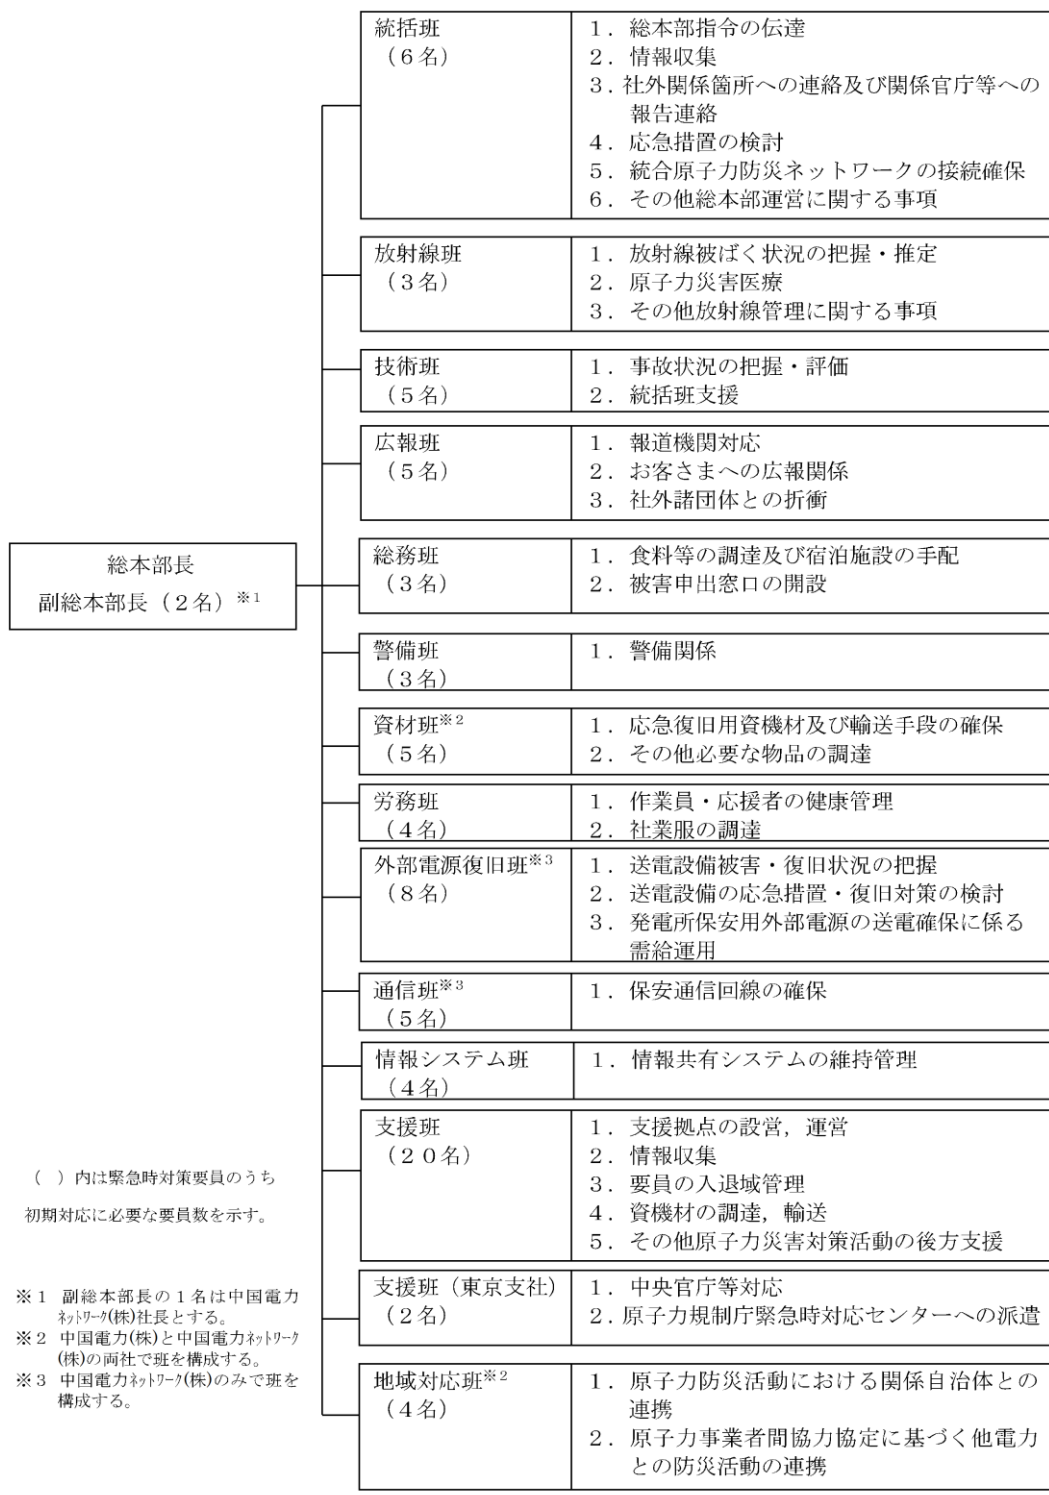 統括班
（６名）
１．総本部指令の伝達
２．情報収集
３．社外関係箇所への連絡及び関係官庁等への
報告連絡
４．応急措置の検討
５．統合原子力防災ネットワークの接続確保
６．その他総本部運営に関する事項
放射線班
（３名）
１．放射線被ばく状況の把握・推定
２．原子力災害医療
３．その他放射線管理に関する事項
技術班
（５名）
１．事故状況の把握・評価
２．統括班支援
広報班
（５名）
１．報道機関対応
２．お客さまへの広報関係
３．社外諸団体との折衝
総本部長
副総本部長（２名）※１
総務班
（３名）
１．食料等の調達及び宿泊施設の手配
２．被害申出窓口の開設
警備班
（３名）
１．警備関係
資材班※２
（５名）
１．応急復旧用資機材及び輸送手段の確保
２．その他必要な物品の調達
労務班
（４名）
１．作業員・応援者の健康管理
２．社業服の調達
外部電源復旧班※３
（８名）
１．送電設備被害・復旧状況の把握
２．送電設備の応急措置・復旧対策の検討
３．発電所保安用外部電源の送電確保に係る
需給運用
通信班※３
（５名）
１．保安通信回線の確保
情報システム班
（４名）
１．情報共有システムの維持管理
支援班
（２０名）
１．支援拠点の設営，運営
２．情報収集
３．要員の入退域管理
４．資機材の調達，輸送
５．その他原子力災害対策活動の後方支援
支援班（東京支社）
（２名）
１．中央官庁等対応
２．原子力規制庁緊急時対応センターへの派遣
地域対応班※２
（４名）
１．原子力防災活動における関係自治体との
連携
２．原子力事業者間協力協定に基づく他電力
との防災活動の連携
（　）内は緊急時対策要員のうち
初期対応に必要な要員数を示す。
※１　副総本部長の１名は中国電力
ﾈｯﾄﾜｰｸ(株)社長とする。
※２　中国電力(株)と中国電力ﾈｯﾄﾜｰｸ
(株)の両社で班を構成する。
※３　中国電力ﾈｯﾄﾜｰｸ(株)のみで班を
構成する。